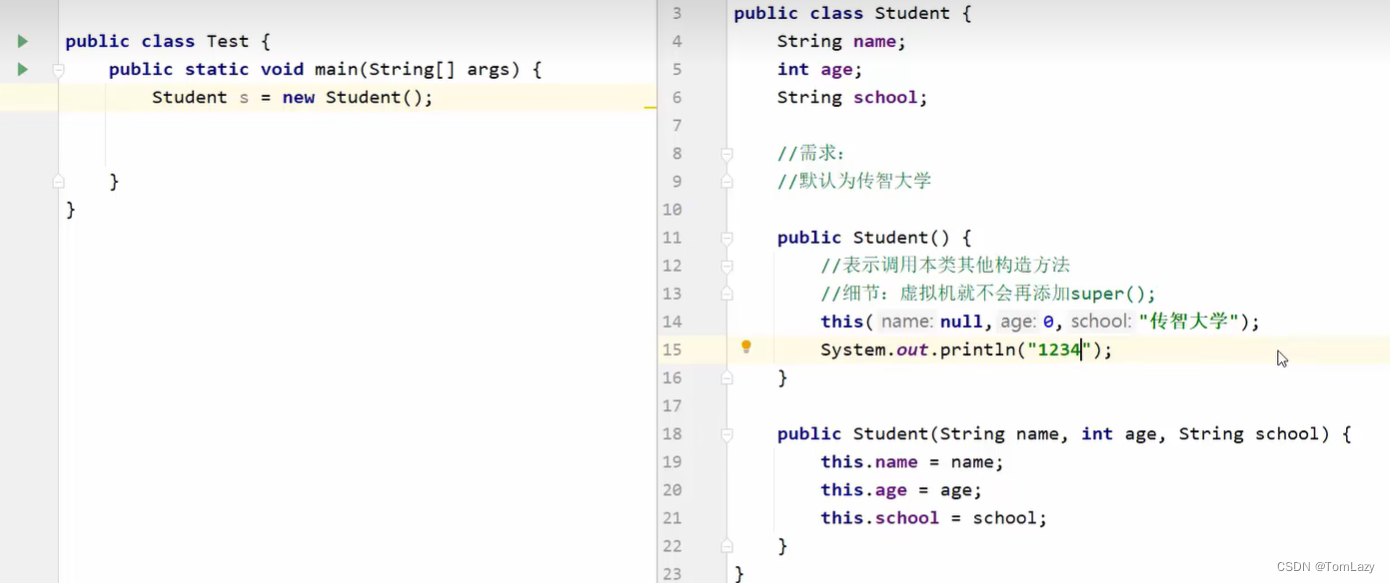 public class Test {
public static void main(String[] args) {
Student s = new Student();
}
}
3 public class Student {
4 String name;
5 int age;
6 String school;
7
8 //需求:
9 //默认为传智大学
10
11 public Student() {
12 //表示调用本类其他构造方法
13 //细节: 虚拟机就不会再添加super();
14 this( name: null, age: 0, school: "传智大学");
15 System.out.println("1234");
16 }
17
18 public Student(String name, int age, String school) {
19 this.name = name;
20 this.age = age;
21 this.school = school;
22 }
23 }
CSDN @TomLazy